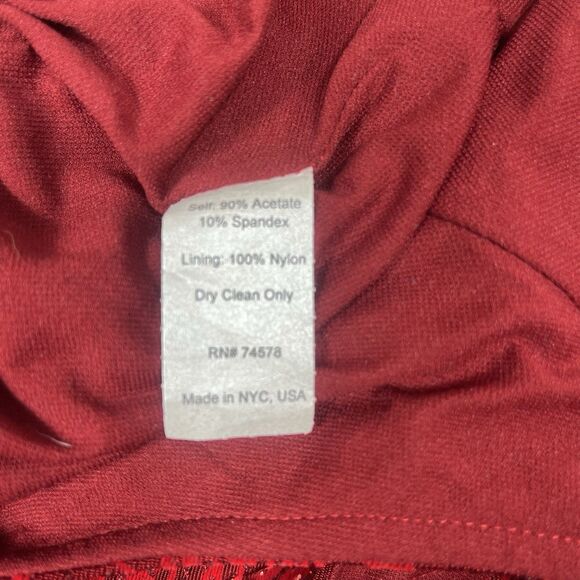 Self: 90% Acetate
10% Spandex
Lining: 100% Nylon
Dry Clean Only
RN# 74578
Made in NYC, USA